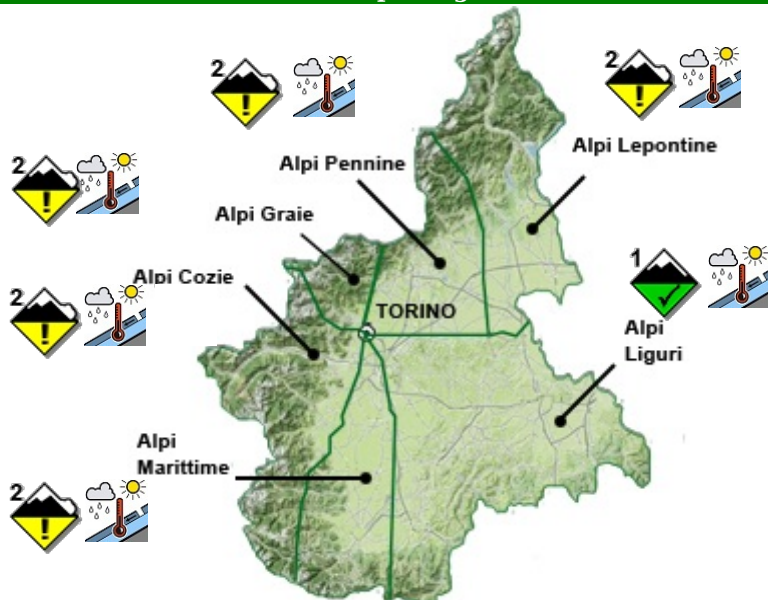 2
2
Alpi Lepontine
Alpi Pennine
2
Alpi Graie
1
Alpi Cozie
2
TORINO
Alpi
Liguri
Alpi
Marittime
2